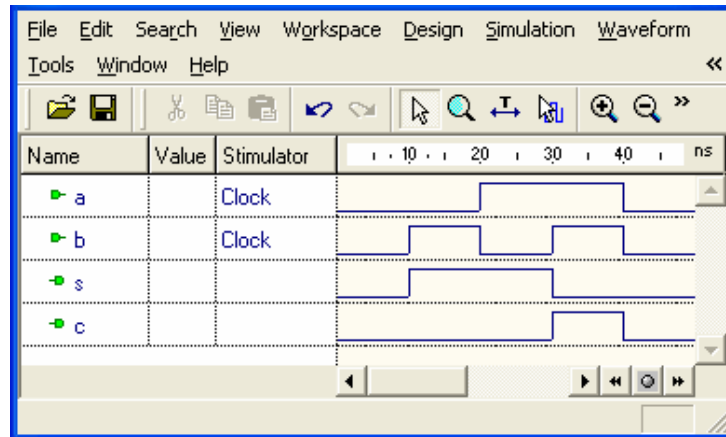 File Edit Search View Workspace Design Simulation Waveform
Tools Window Help
Name Value Stimulator 10 20 30 40 ns
a Clock
b Clock
s
c